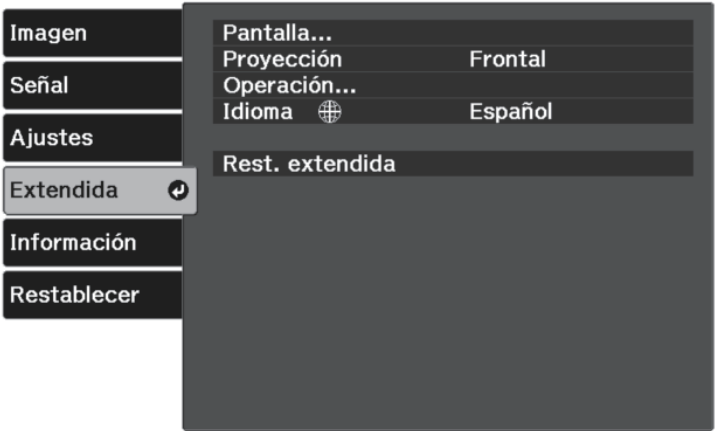 Imagen
Señal
Ajustes
Extendida
Información
Restablecer
Pantalla...
Proyección Frontal
Operación...
Idioma Español
Rest. extendida